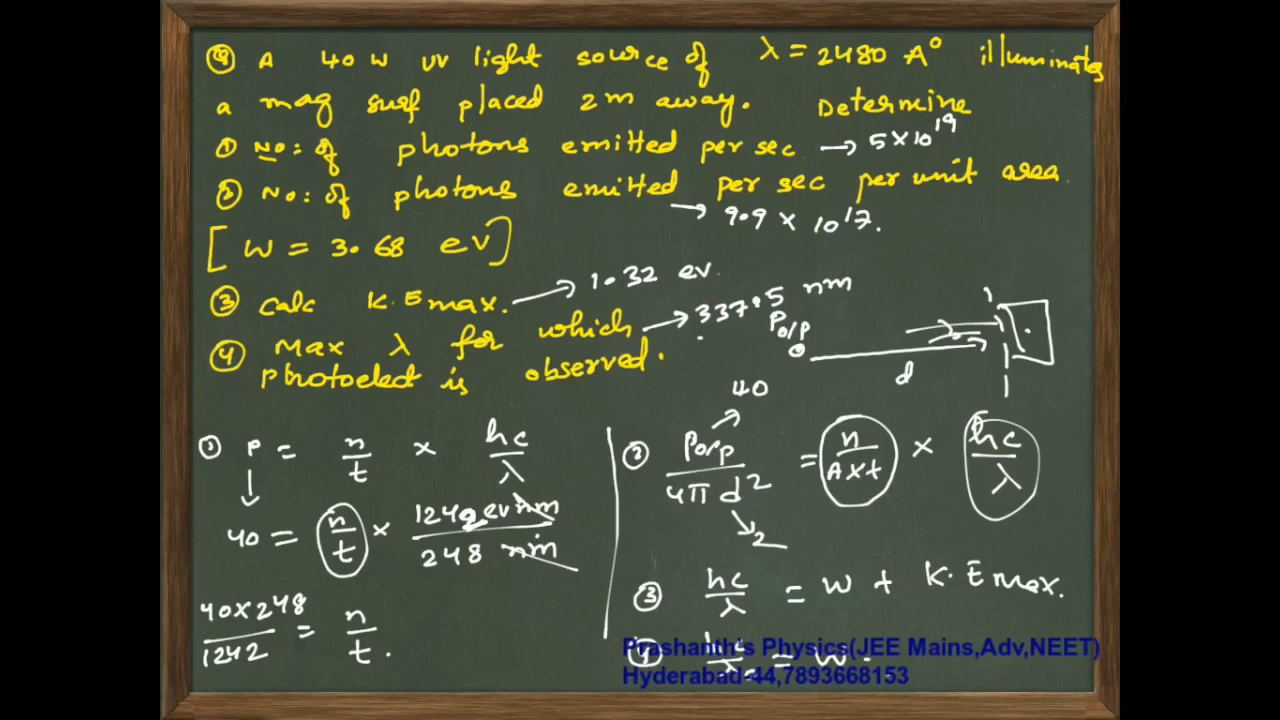 ④ A 40 W UV light source of λ = 2480 A° illuminates
a mag surf placed 2m away. Determine
① No: of photons emitted per sec → 5 × 10¹⁹
② No: of photons emitted per sec per unit area
→ 9.9 × 10¹⁷.
[W = 3.68 eV]
③ calc K.Emax. → 1.32 ev.
④ Max λ for which → 337.5 nm
photoelect is observed.
Po/p
d
① P = n/t × hc/λ
40 = n/t × 1242 ev nm / 248 nm
40×248/1242 = n/t.
40
② Po/p / 4π d² = n/A×t × hc/λ
2
③ hc/λ = W + K.Emax.
④ hc/λ = W.
Prashanth's Physics(JEE Mains,Adv,NEET)
Hyderabad-44,7893668153